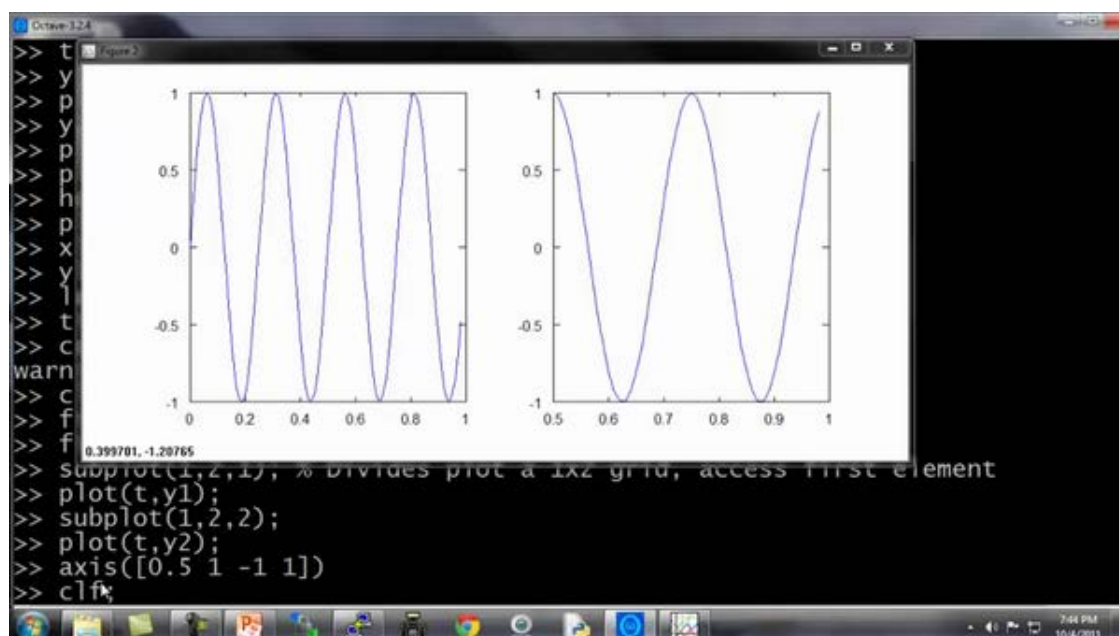 Octave-3.2.4
>> t
Figure 2
>> y
>> p
>> y
>> p
>> p
>> h
>> p
>> x
>> y
>> l
>> t
>> c
warn
>> c
>> f
>> f
1
0.5
0
-0.5
-1
0
0.2
0.4
0.6
0.8
1
1
0.5
0
-0.5
-1
0.5
0.6
0.7
0.8
0.9
1
0.399701, -1.20765
>> subplot(1,2,1); % Divides plot a 1x2 grid, access first element
>> plot(t,y1);
>> subplot(1,2,2);
>> plot(t,y2);
>> axis([0.5 1 -1 1])
>> clf;
7:44 PM